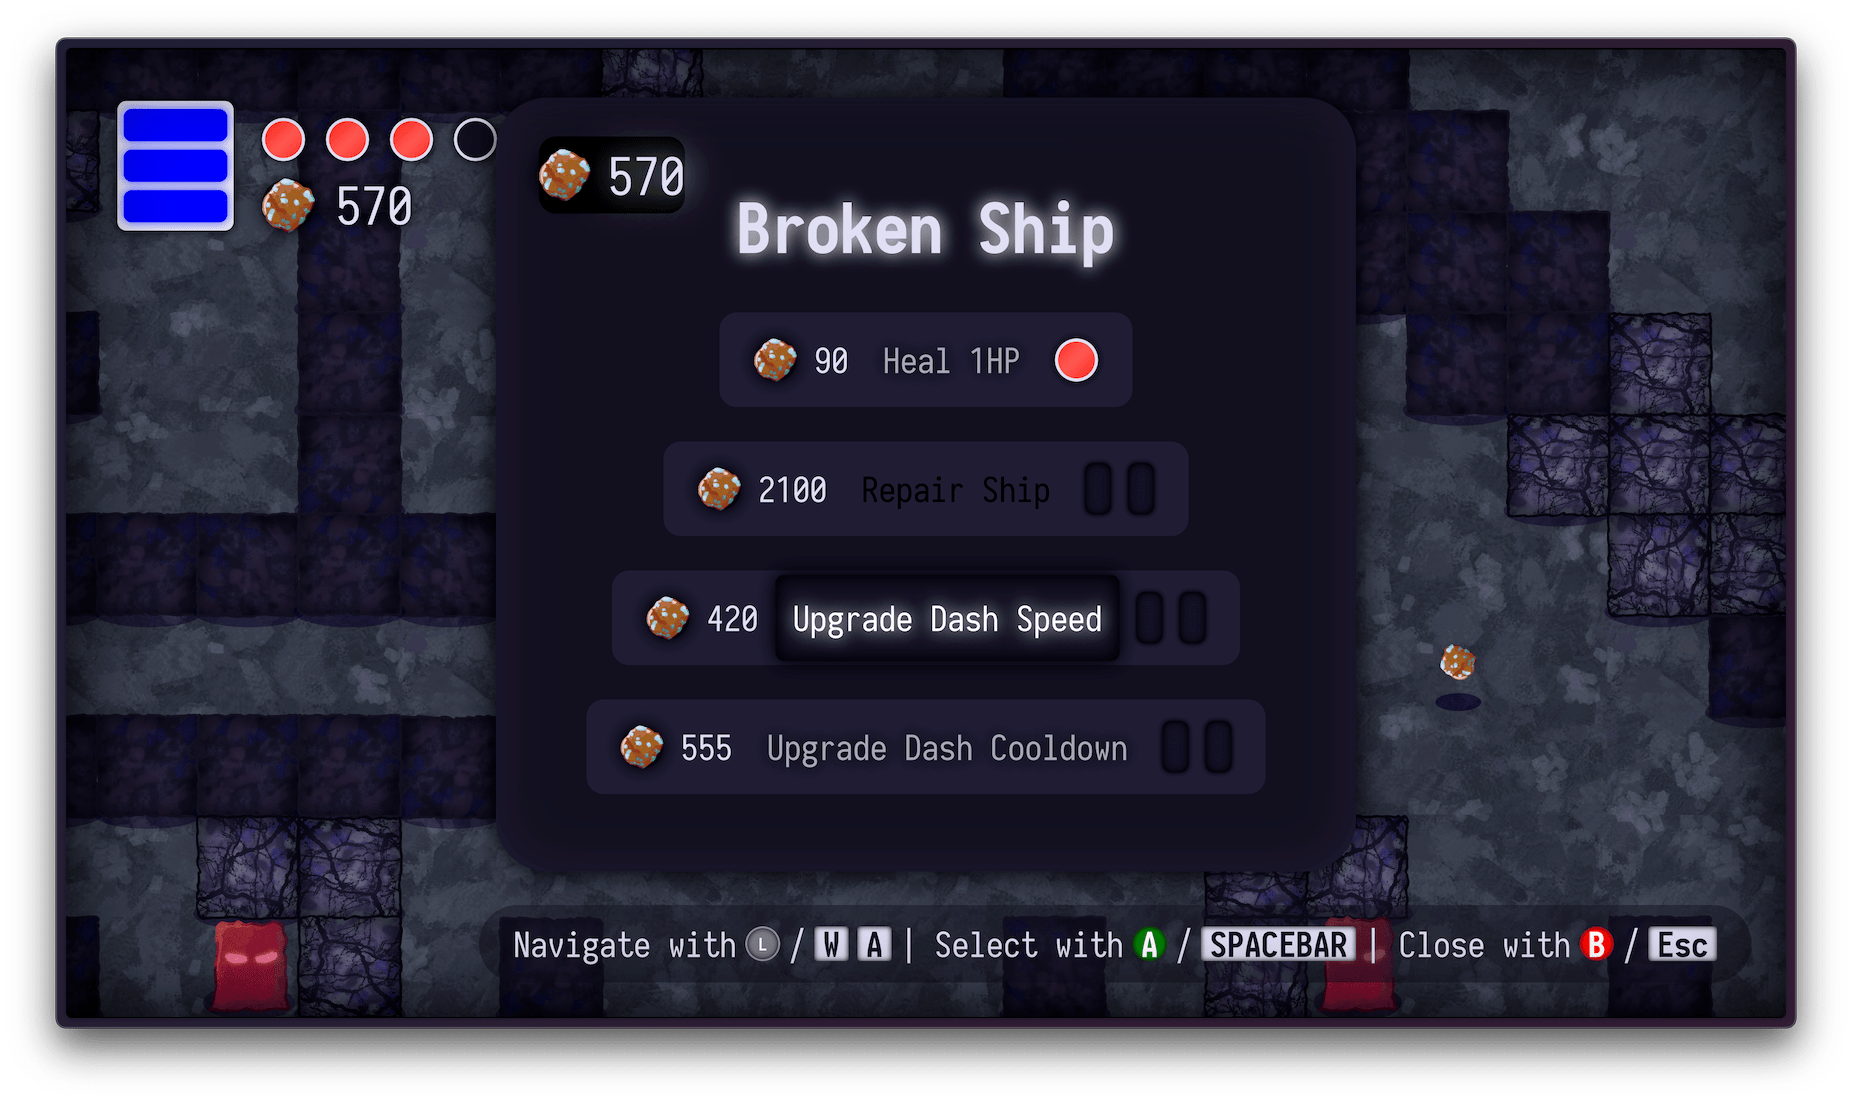 570
570
Broken Ship
90 Heal 1HP
2100 Repair Ship
420 Upgrade Dash Speed
555 Upgrade Dash Cooldown
Navigate with L / W A | Select with A / SPACEBAR | Close with B / Esc